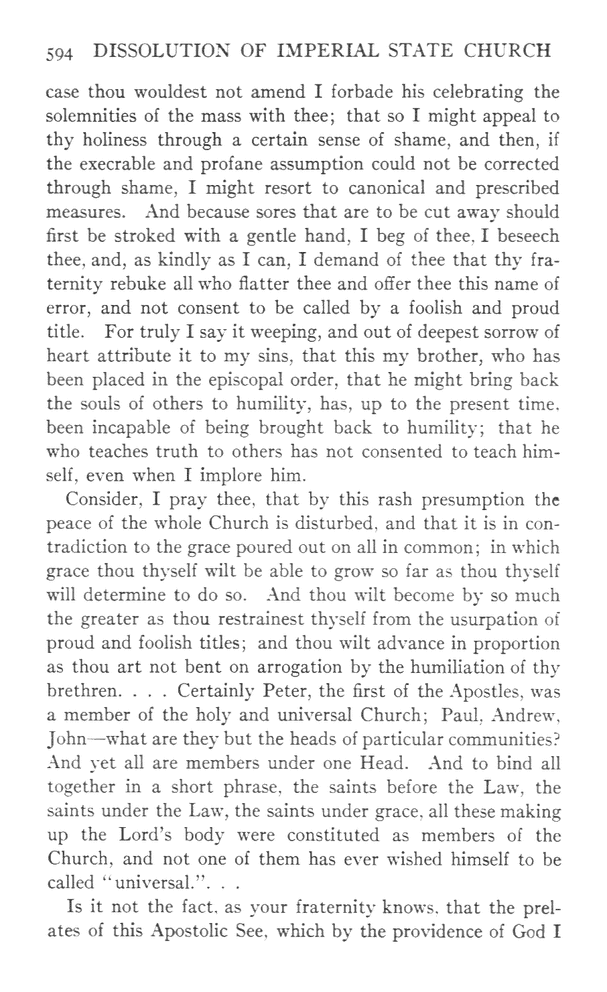 594 DISSOLUTION OF IMPERIAL STATE CHURCH
case thou wouldest not amend I forbade his celebrating the
solemnities of the mass with thee; that so I might appeal to
thy holiness through a certain sense of shame, and then, if
the execrable and profane assumption could not be corrected
through shame, I might resort to canonical and prescribed
measures. And because sores that are to be cut away should
first be stroked with a gentle hand, I beg of thee, I beseech
thee, and, as kindly as I can, I demand of thee that thy fra-
ternity rebuke all who flatter thee and offer thee this name of
error, and not consent to be called by a foolish and proud
title. For truly I say it weeping, and out of deepest sorrow of
heart attribute it to my sins, that this my brother, who has
been placed in the episcopal order, that he might bring back
the souls of others to humility, has, up to the present time,
been incapable of being brought back to humility; that he
who teaches truth to others has not consented to teach him-
self, even when I implore him.
Consider, I pray thee, that by this rash presumption the
peace of the whole Church is disturbed, and that it is in con-
tradiction to the grace poured out on all in common; in which
grace thou thyself wilt be able to grow so far as thou thyself
will determine to do so. And thou wilt become by so much
the greater as thou restrainest thyself from the usurpation of
proud and foolish titles; and thou wilt advance in proportion
as thou art not bent on arrogation by the humiliation of thy
brethren. . . . Certainly Peter, the first of the Apostles, was
a member of the holy and universal Church; Paul, Andrew,
John—what are they but the heads of particular communities?
And yet all are members under one Head. And to bind all
together in a short phrase, the saints before the Law, the
saints under the Law, the saints under grace, all these making
up the Lord's body were constituted as members of the
Church, and not one of them has ever wished himself to be
called "universal.". . .
Is it not the fact, as your fraternity knows, that the prel-
ates of this Apostolic See, which by the providence of God I